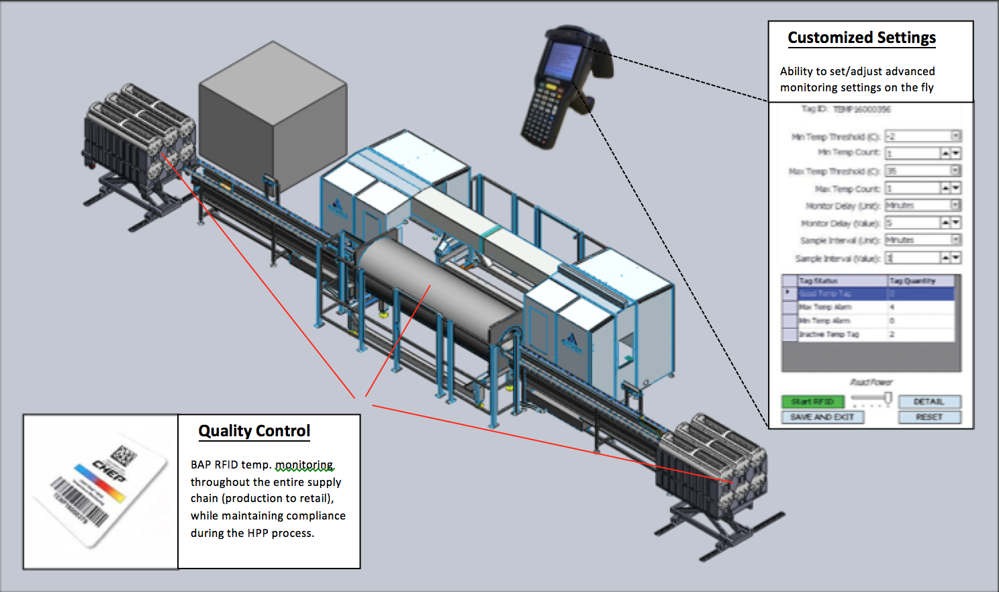 Customized Settings
Ability to set/adjust advanced
monitoring settings on the fly
Tag ID: TEMP16000356
Min Temp Threshold (C): -2
Min Temp Count: 1
Max Temp Threshold (C): 35
Max Temp Count: 1
Monitor Delay (Unit): Minutes
Monitor Delay (Value): 5
Sample Interval (Unit): Minutes
Sample Interval (Value): 1
Tag Status Tag Quantity
Good Temp Tag 0
Max Temp Alarm 4
Min Temp Alarm 0
Inactive Temp Tag 2
Read Power
Start RFID DETAIL
SAVE AND EXIT RESET
Quality Control
BAP RFID temp. monitoring
throughout the entire supply
chain (production to retail),
while maintaining compliance
during the HPP process.
CHEP
TEMP16000379